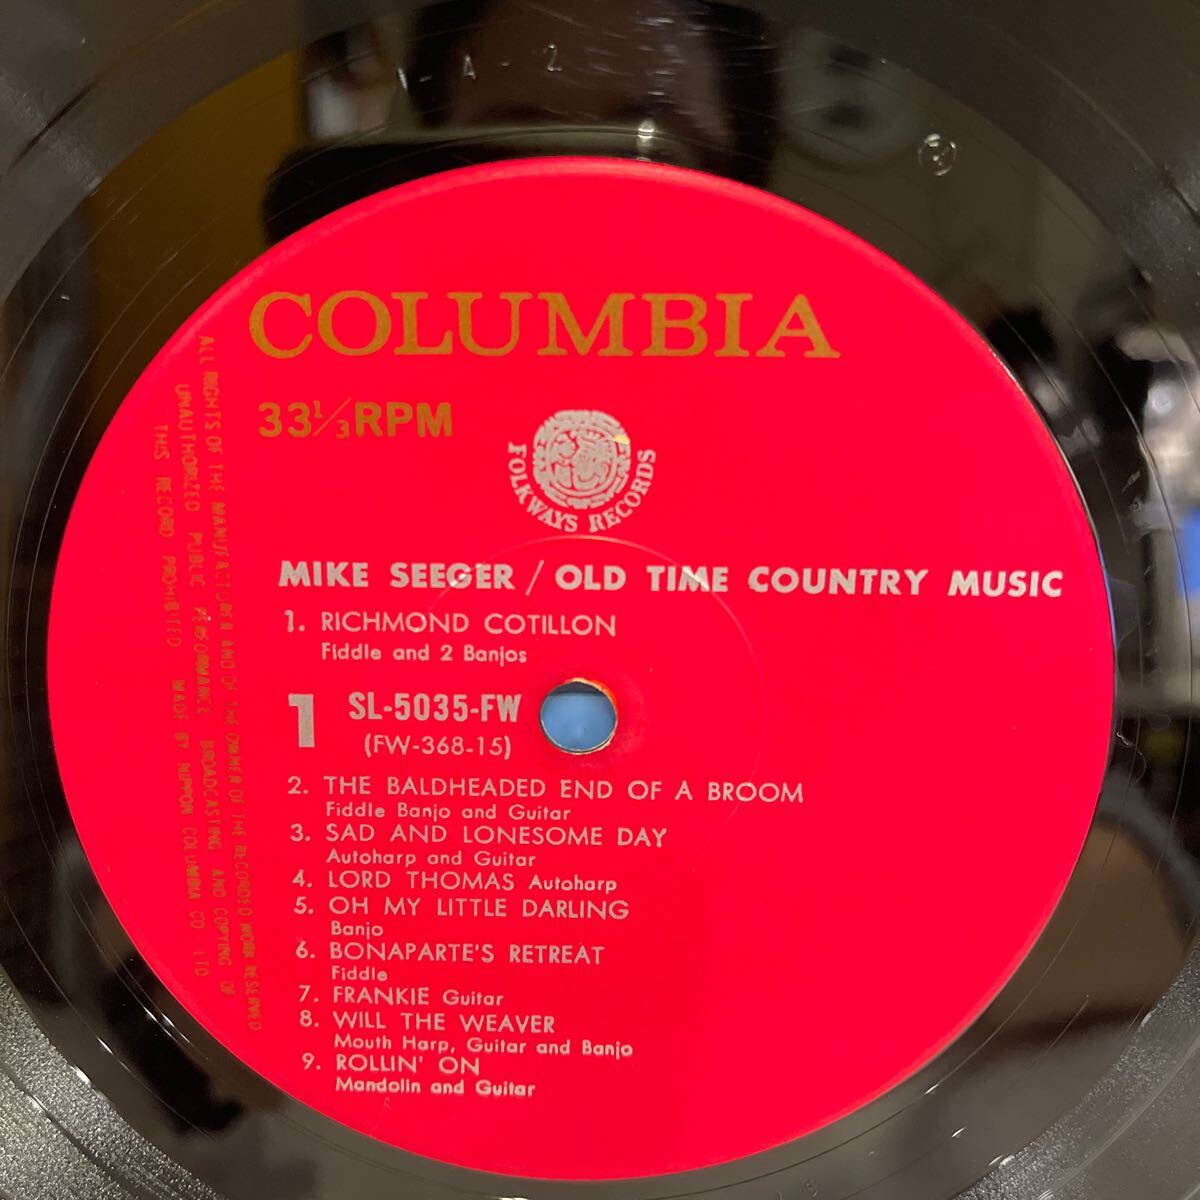 - A - 2
COLUMBIA
33 1/3 RPM
FOLKWAYS RECORDS
MIKE SEEGER / OLD TIME COUNTRY MUSIC
1. RICHMOND COTILLON
Fiddle and 2 Banjos
1
SL-5035-FW
(FW-368-15)
2. THE BALDHEADED END OF A BROOM
Fiddle Banjo and Guitar
3. SAD AND LONESOME DAY
Autoharp and Guitar
4. LORD THOMAS Autoharp
5. OH MY LITTLE DARLING
Banjo
6. BONAPARTE'S RETREAT
Fiddle
7. FRANKIE Guitar
8. WILL THE WEAVER
Mouth Harp, Guitar and Banjo
9. ROLLIN' ON
Mandolin and Guitar
ALL RIGHTS OF THE MANUFACTURER AND OF THE OWNER OF THE RECORDED WORK RESERVED
UNAUTHORIZED PUBLIC PERFORMANCE BROADCASTING AND COPYING OF
THIS RECORD PROHIBITED MADE BY NIPPON COLUMBIA CO. LTD